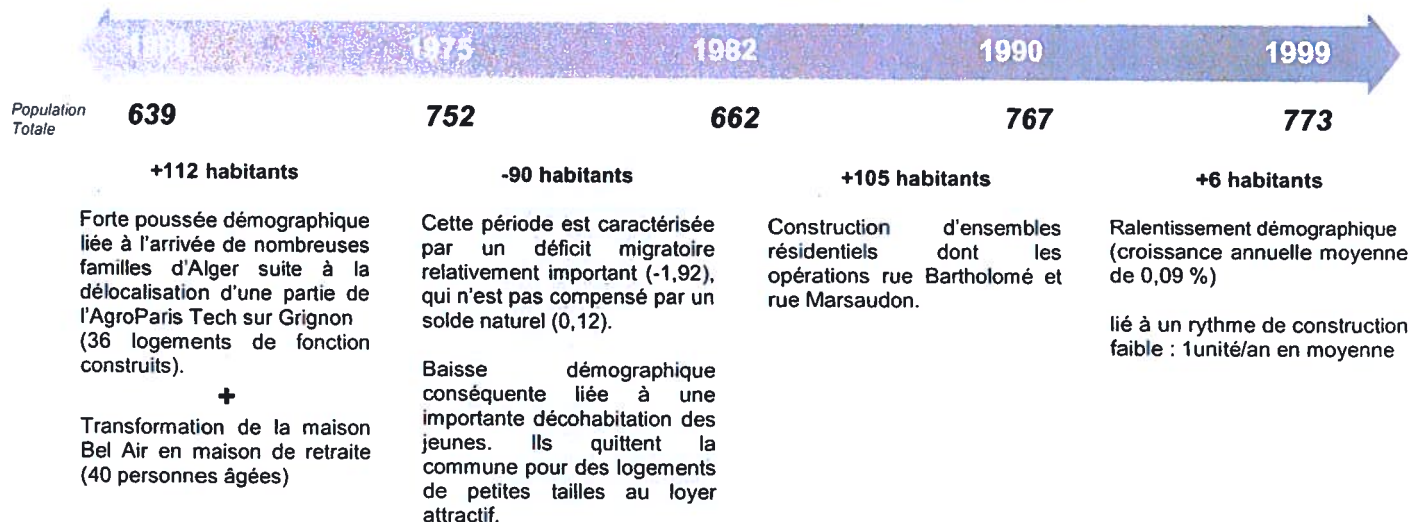 1968 1975 1982 1990 1999
Population
Totale
639 752 662 767 773
+112 habitants
Forte poussée démographique
liée à l'arrivée de nombreuses
familles d'Alger suite à la
délocalisation d'une partie de
l'AgroParis Tech sur Grignon
(36 logements de fonction
construits).
+
Transformation de la maison
Bel Air en maison de retraite
(40 personnes âgées)
-90 habitants
Cette période est caractérisée
par un déficit migratoire
relativement important (-1,92),
qui n'est pas compensé par un
solde naturel (0,12).
Baisse démographique
conséquente liée à une
importante décohabitation des
jeunes. Ils quittent la
commune pour des logements
de petites tailles au loyer
attractif.
+105 habitants
Construction d'ensembles
résidentiels dont les
opérations rue Bartholomé et
rue Marsaudon.
+6 habitants
Ralentissement démographique
(croissance annuelle moyenne
de 0,09 %)
lié à un rythme de construction
faible : 1unité/an en moyenne